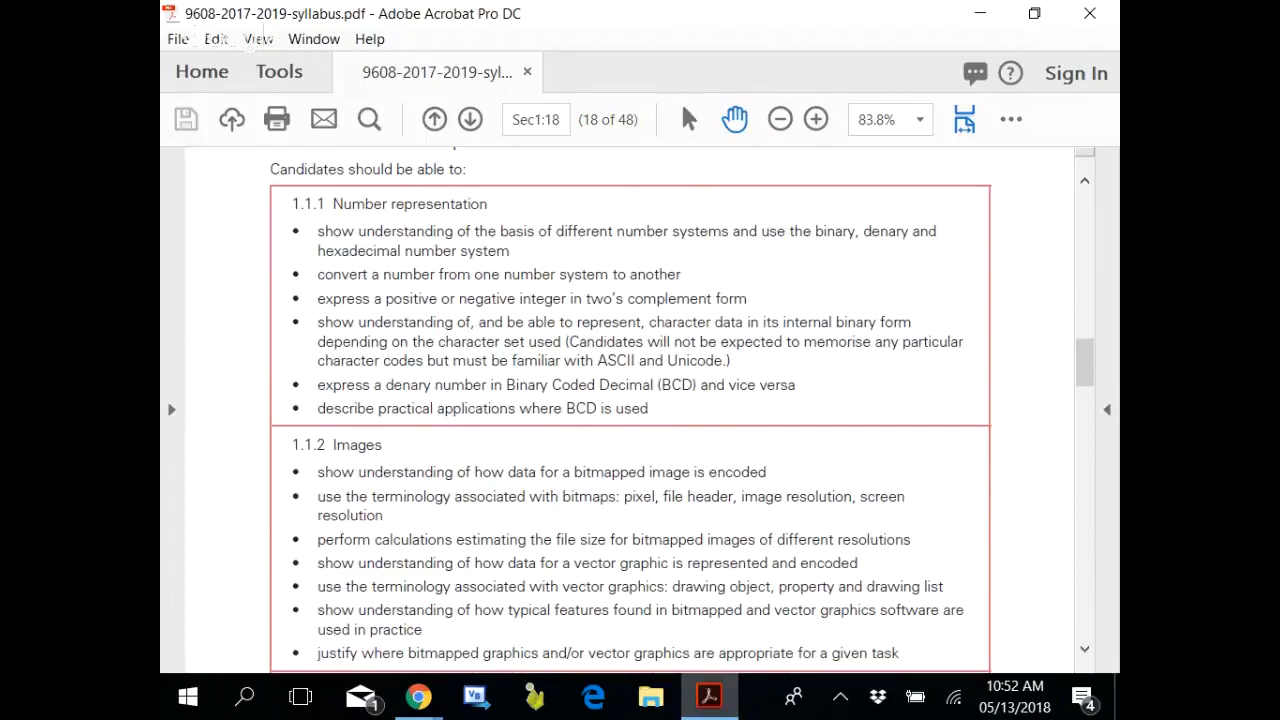 9608-2017-2019-syllabus.pdf - Adobe Acrobat Pro DC
File Edit View Window Help
Home Tools 9608-2017-2019-syl... × ? Sign In
Sec1:18 (18 of 48) 83.8%
Candidates should be able to:
1.1.1 Number representation
• show understanding of the basis of different number systems and use the binary, denary and
hexadecimal number system
• convert a number from one number system to another
• express a positive or negative integer in two's complement form
• show understanding of, and be able to represent, character data in its internal binary form
depending on the character set used (Candidates will not be expected to memorise any particular
character codes but must be familiar with ASCII and Unicode.)
• express a denary number in Binary Coded Decimal (BCD) and vice versa
• describe practical applications where BCD is used
1.1.2 Images
• show understanding of how data for a bitmapped image is encoded
• use the terminology associated with bitmaps: pixel, file header, image resolution, screen
resolution
• perform calculations estimating the file size for bitmapped images of different resolutions
• show understanding of how data for a vector graphic is represented and encoded
• use the terminology associated with vector graphics: drawing object, property and drawing list
• show understanding of how typical features found in bitmapped and vector graphics software are
used in practice
• justify where bitmapped graphics and/or vector graphics are appropriate for a given task
1 VB 10:52 AM 4
05/13/2018